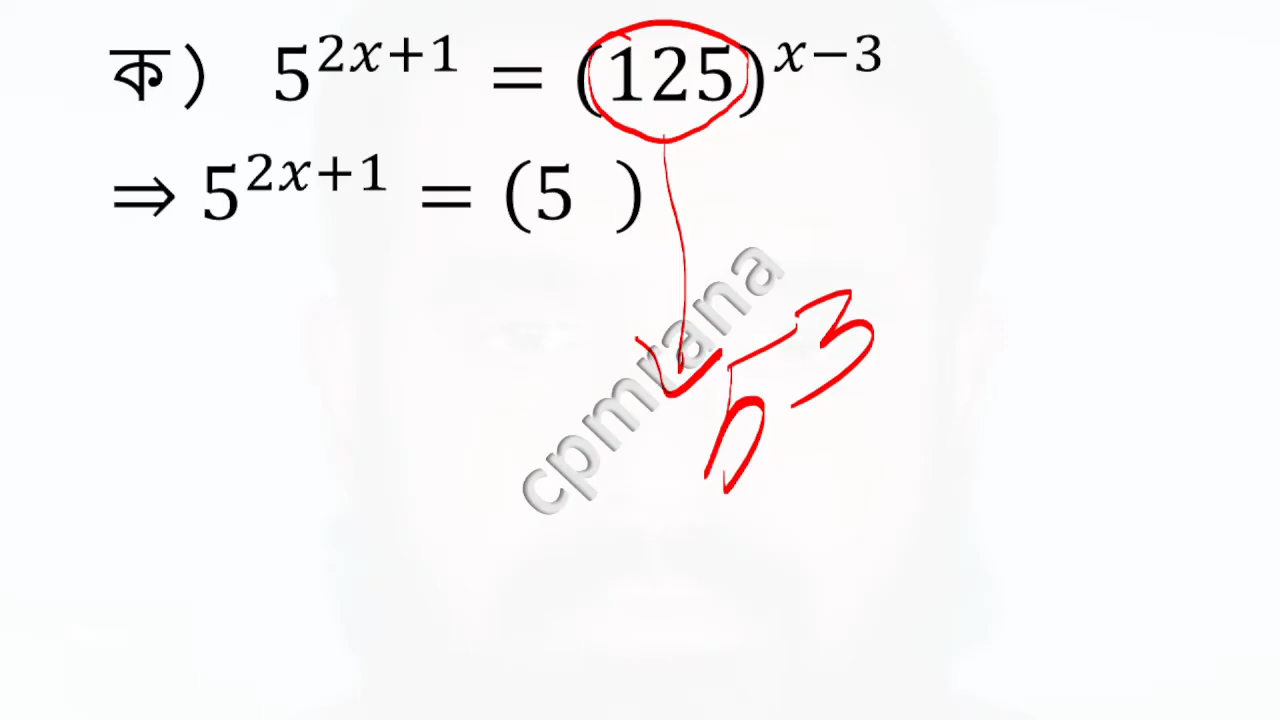 ক) 5^{2x+1} = (125)^{x−3}
⇒ 5^{2x+1} = (5 )
5^3
cpmrana